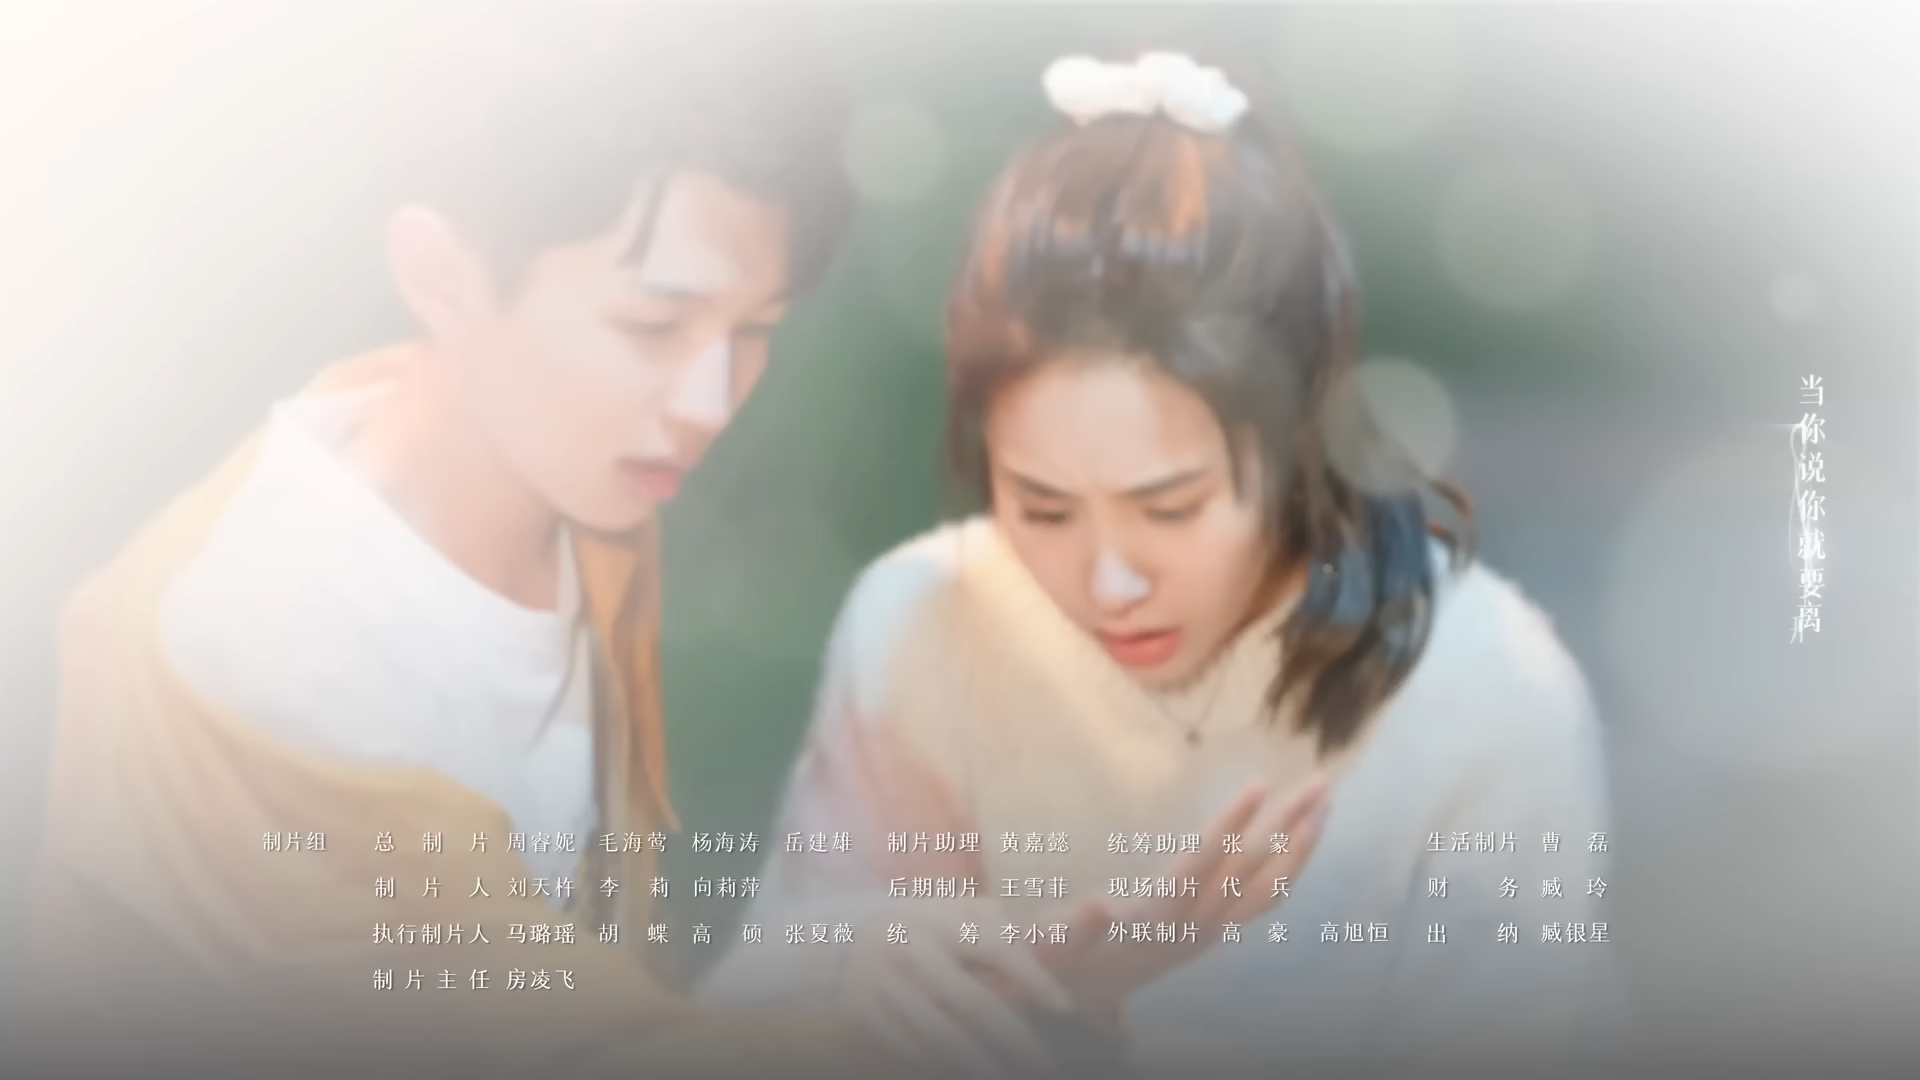 制片组 总制片 周睿妮 毛海莺 杨海涛 岳建雄 制片助理 黄嘉懿 统筹助理 张蒙 生活制片 曹磊
制片人 刘天杵 李莉 向莉萍 后期制片 王雪菲 现场制片 代兵 财务 臧玲
执行制片人 马璐瑶 胡蝶 高硕 张夏薇 统筹 李小雷 外联制片 高豪 高旭恒 出纳 臧银星
制片主任 房凌飞
当你说你就要离开